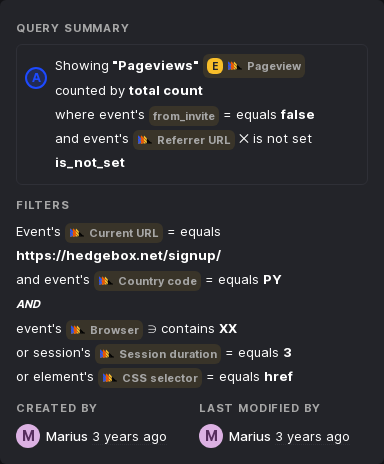 QUERY SUMMARY
A Showing "Pageviews" E Pageview
counted by total count
where event's from_invite = equals false
and event's Referrer URL ✕ is not set
is_not_set
FILTERS
Event's Current URL = equals
https://hedgebox.net/signup/
and event's Country code = equals PY
AND
event's Browser ∋ contains XX
or session's Session duration = equals 3
or element's CSS selector = equals href
CREATED BY LAST MODIFIED BY
M Marius 3 years ago M Marius 3 years ago